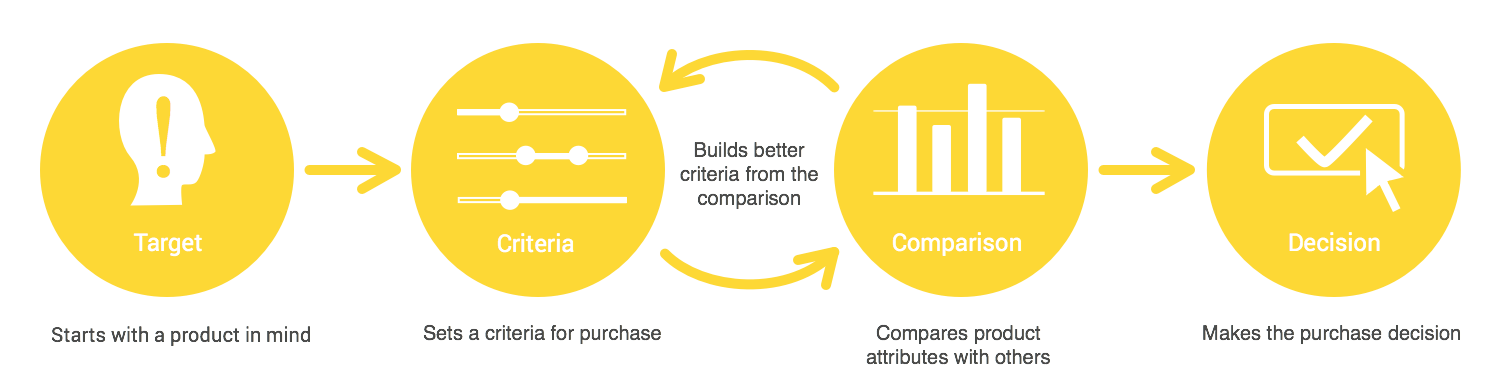 Target
Starts with a product in mind
Criteria
Sets a criteria for purchase
Builds better
criteria from the
comparison
Comparison
Compares product
attributes with others
Decision
Makes the purchase decision